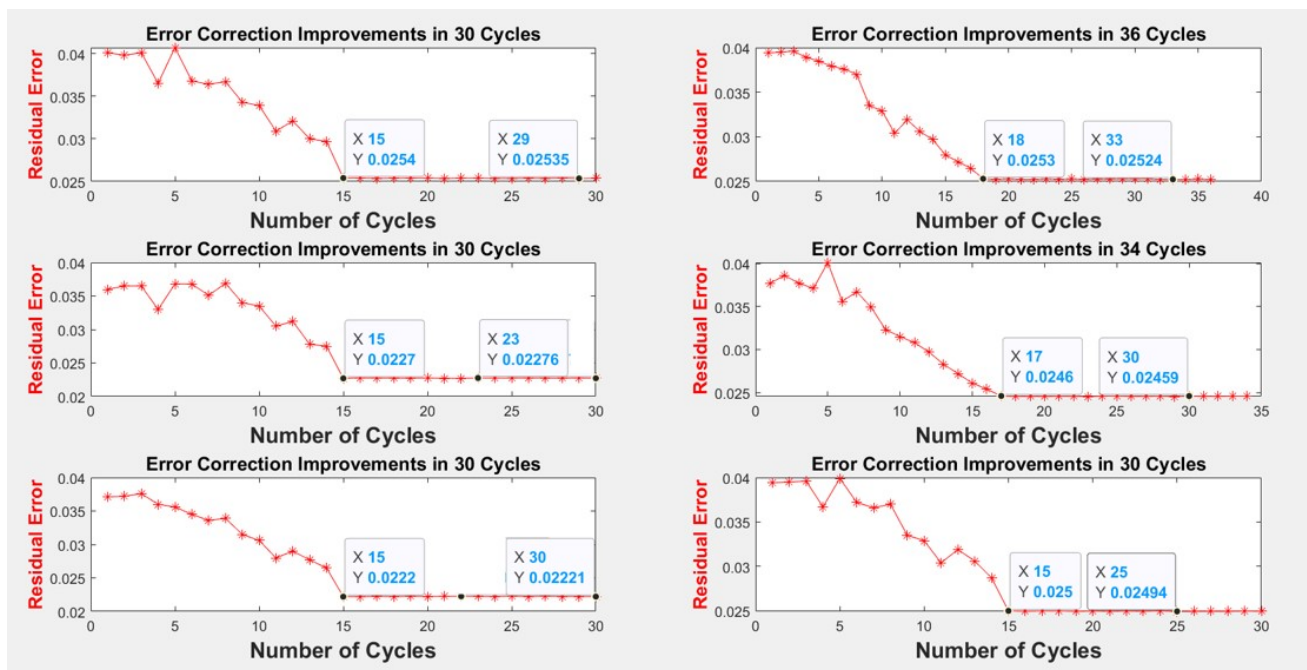 Error Correction Improvements in 30 Cycles
Residual Error
0.04
0.035
0.03
0.025
X 15
Y 0.0254
X 29
Y 0.02535
0 5 10 15 20 25 30
Number of Cycles
Error Correction Improvements in 36 Cycles
Residual Error
0.04
0.035
0.03
0.025
X 18
Y 0.0253
X 33
Y 0.02524
0 5 10 15 20 25 30 35 40
Number of Cycles
Error Correction Improvements in 30 Cycles
Residual Error
0.04
0.035
0.03
0.025
0.02
X 15
Y 0.0227
X 23
Y 0.02276
0 5 10 15 20 25 30
Number of Cycles
Error Correction Improvements in 34 Cycles
Residual Error
0.04
0.035
0.03
0.025
X 17
Y 0.0246
X 30
Y 0.02459
0 5 10 15 20 25 30 35
Number of Cycles
Error Correction Improvements in 30 Cycles
Residual Error
0.04
0.035
0.03
0.025
0.02
X 15
Y 0.0222
X 30
Y 0.02221
0 5 10 15 20 25 30
Number of Cycles
Error Correction Improvements in 30 Cycles
Residual Error
0.04
0.035
0.03
0.025
X 15
Y 0.025
X 25
Y 0.02494
0 5 10 15 20 25 30
Number of Cycles